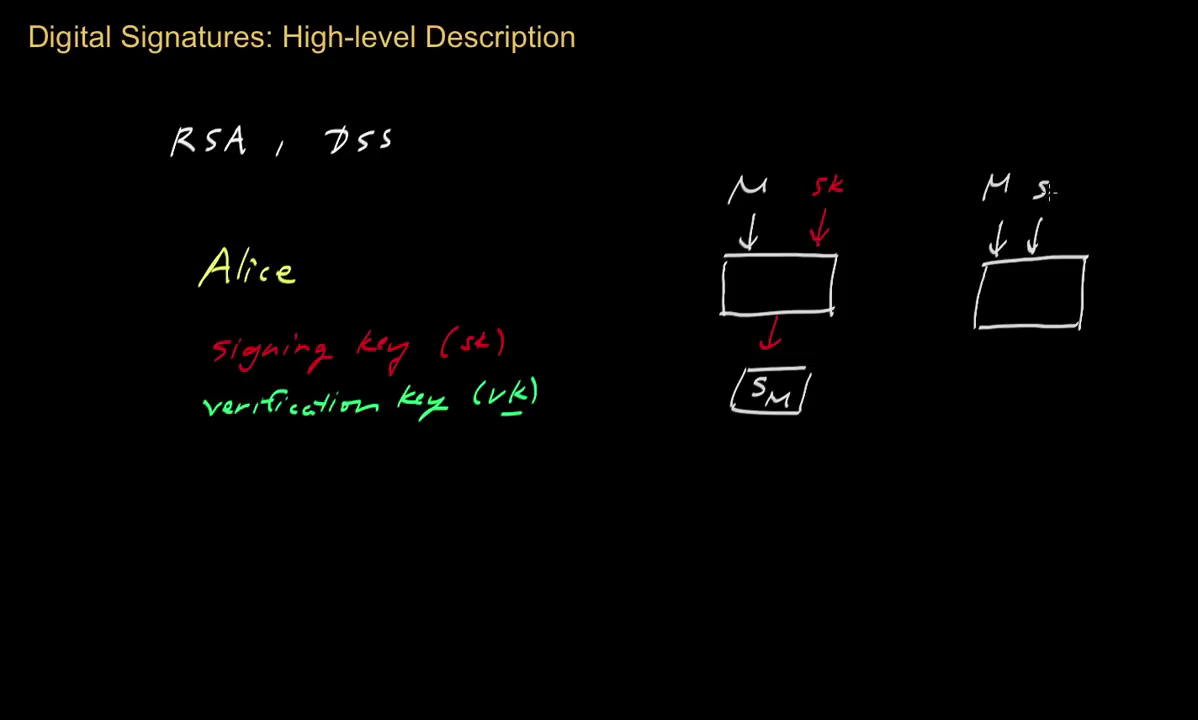 Digital Signatures: High-level Description
RSA, DSS
M sk
M s
Alice
signing key (sk)
verification key (vk)
S_M